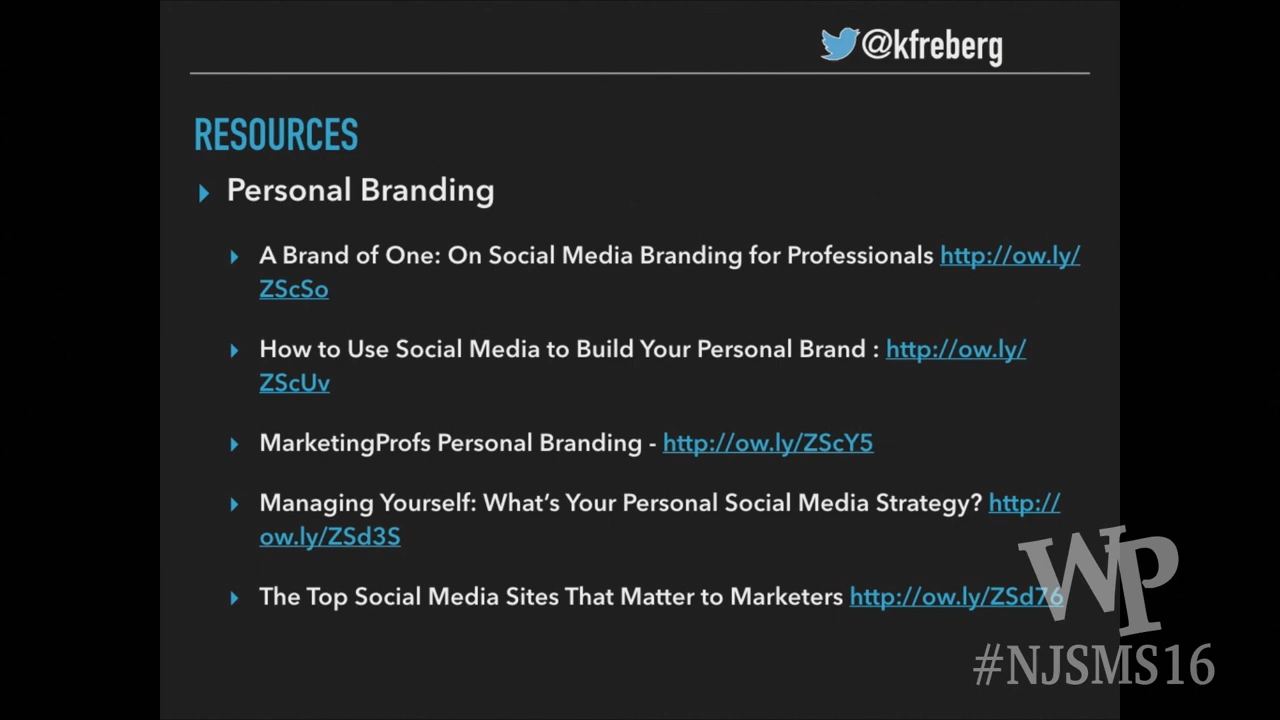 @kfreberg
RESOURCES
Personal Branding
A Brand of One: On Social Media Branding for Professionals http://ow.ly/
ZScSo
How to Use Social Media to Build Your Personal Brand : http://ow.ly/
ZScUv
MarketingProfs Personal Branding - http://ow.ly/ZScY5
Managing Yourself: What’s Your Personal Social Media Strategy? http://
ow.ly/ZSd3S
The Top Social Media Sites That Matter to Marketers http://ow.ly/ZSd76
WP
#NJSMS16